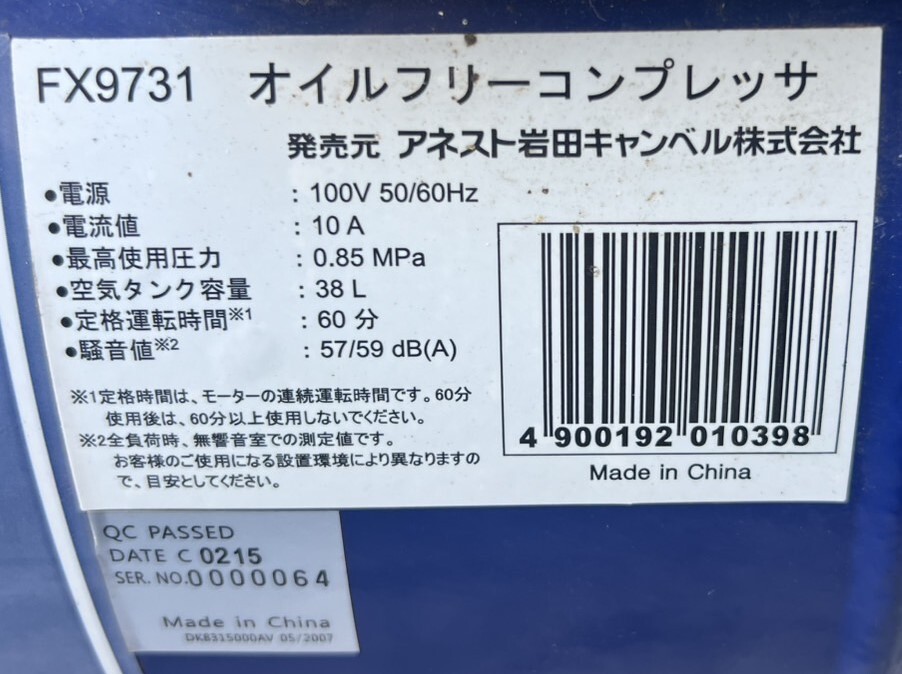 FX9731 オイルフリーコンプレッサ
発売元 アネスト岩田キャンベル株式会社
●電源 : 100V 50/60Hz
●電流値 : 10 A
●最高使用圧力 : 0.85 MPa
●空気タンク容量 : 38 L
●定格運転時間※1 : 60 分
●騒音値※2 : 57/59 dB(A)
※1定格時間は、モーターの連続運転時間です。60分
使用後は、60分以上使用しないでください。
※2全負荷時、無響音室での測定値です。
お客様のご使用になる設置環境により異なりますの
で、目安としてください。
4 900192 010398
Made in China
QC PASSED
DATE C 0215
SER. NO.0000064
Made in China
DK8315000AV 05/2007